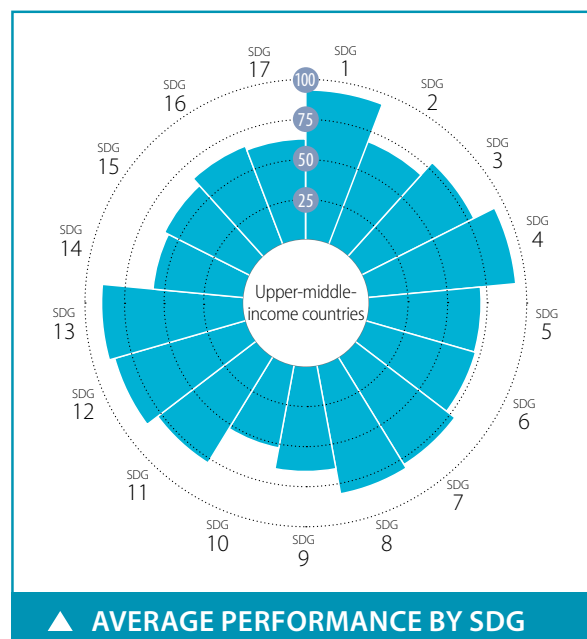 SDG
1
SDG
2
SDG
3
SDG
4
SDG
5
SDG
6
SDG
7
SDG
8
SDG
9
SDG
10
SDG
11
SDG
12
SDG
13
SDG
14
SDG
15
SDG
16
SDG
17
100
75
50
25
Upper-middle-
income countries
▲ AVERAGE PERFORMANCE BY SDG